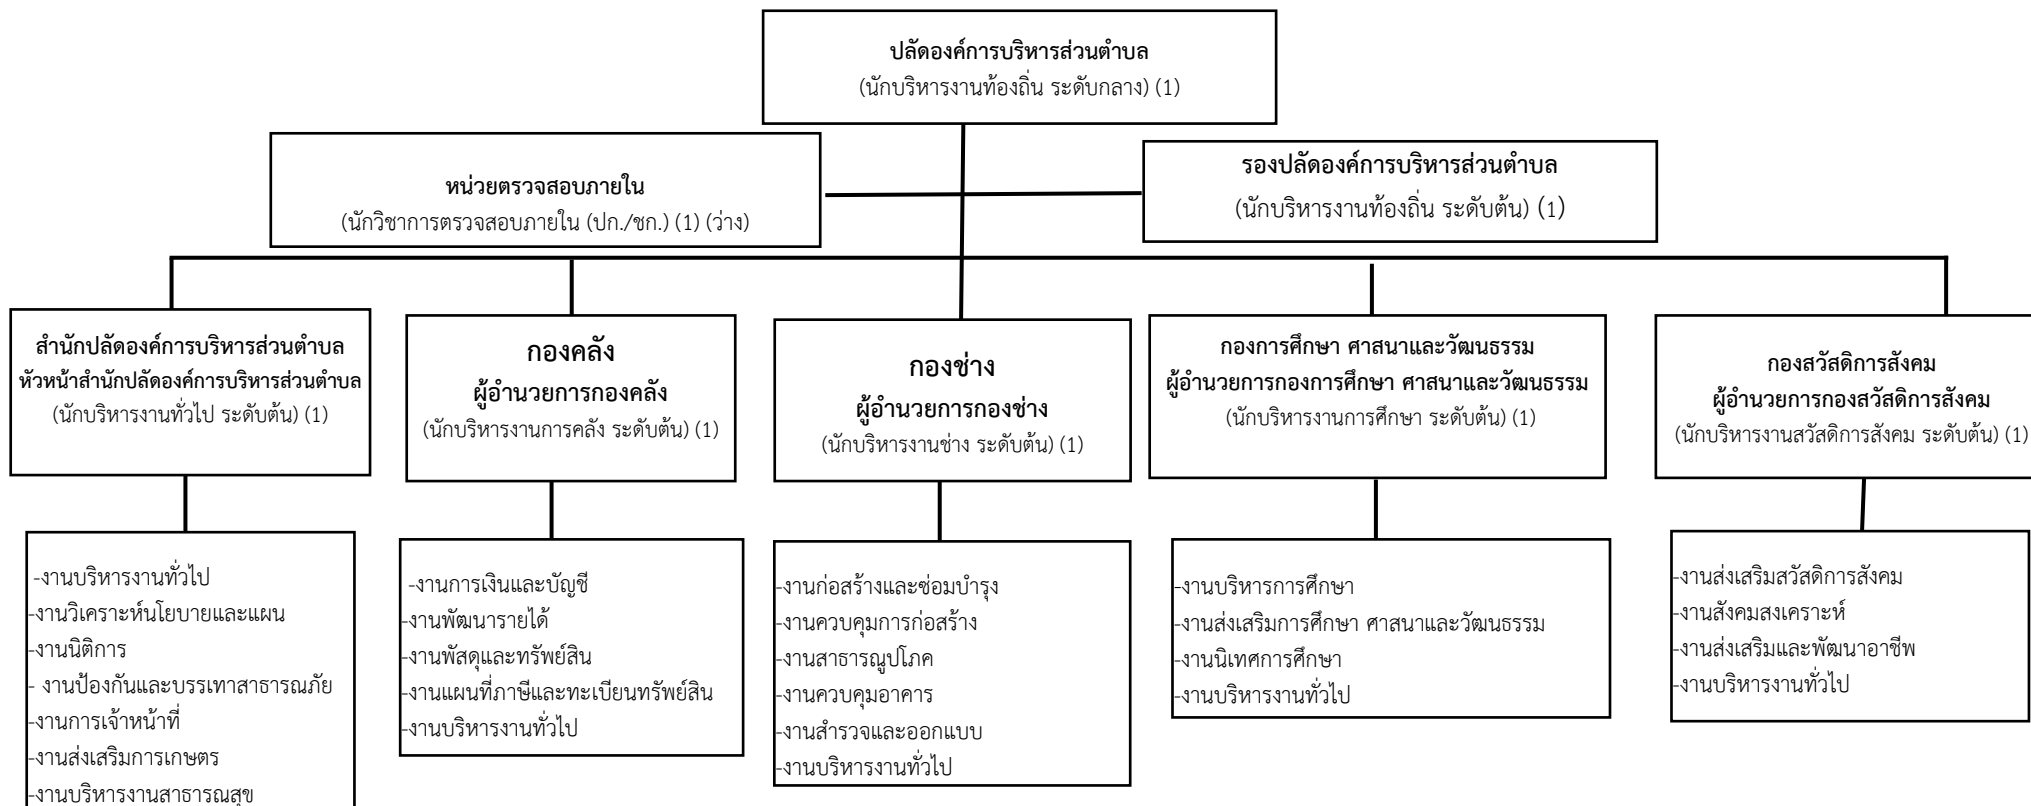 ปลัดองค์การบริหารส่วนตำบล
(นักบริหารงานท้องถิ่น ระดับกลาง) (1)
หน่วยตรวจสอบภายใน
(นักวิชาการตรวจสอบภายใน (ปก./ชก.) (1) (ว่าง)
รองปลัดองค์การบริหารส่วนตำบล
(นักบริหารงานท้องถิ่น ระดับต้น) (1)
สำนักปลัดองค์การบริหารส่วนตำบล
หัวหน้าสำนักปลัดองค์การบริหารส่วนตำบล
(นักบริหารงานทั่วไป ระดับต้น) (1)
กองคลัง
ผู้อำนวยการกองคลัง
(นักบริหารงานการคลัง ระดับต้น) (1)
กองช่าง
ผู้อำนวยการกองช่าง
(นักบริหารงานช่าง ระดับต้น) (1)
กองการศึกษา ศาสนาและวัฒนธรรม
ผู้อำนวยการกองการศึกษา ศาสนาและวัฒนธรรม
(นักบริหารงานการศึกษา ระดับต้น) (1)
กองสวัสดิการสังคม
ผู้อำนวยการกองสวัสดิการสังคม
(นักบริหารงานสวัสดิการสังคม ระดับต้น) (1)
-งานบริหารงานทั่วไป
-งานวิเคราะห์นโยบายและแผน
-งานนิติการ
- งานป้องกันและบรรเทาสาธารณภัย
-งานการเจ้าหน้าที่
-งานส่งเสริมการเกษตร
-งานบริหารงานสาธารณสุข
-งานการเงินและบัญชี
-งานพัฒนารายได้
-งานพัสดุและทรัพย์สิน
-งานแผนที่ภาษีและทะเบียนทรัพย์สิน
-งานบริหารงานทั่วไป
-งานก่อสร้างและซ่อมบำรุง
-งานควบคุมการก่อสร้าง
-งานสาธารณูปโภค
-งานควบคุมอาคาร
-งานสำรวจและออกแบบ
-งานบริหารงานทั่วไป
-งานบริหารการศึกษา
-งานส่งเสริมการศึกษา ศาสนาและวัฒนธรรม
-งานนิเทศการศึกษา
-งานบริหารงานทั่วไป
-งานส่งเสริมสวัสดิการสังคม
-งานสังคมสงเคราะห์
-งานส่งเสริมและพัฒนาอาชีพ
-งานบริหารงานทั่วไป